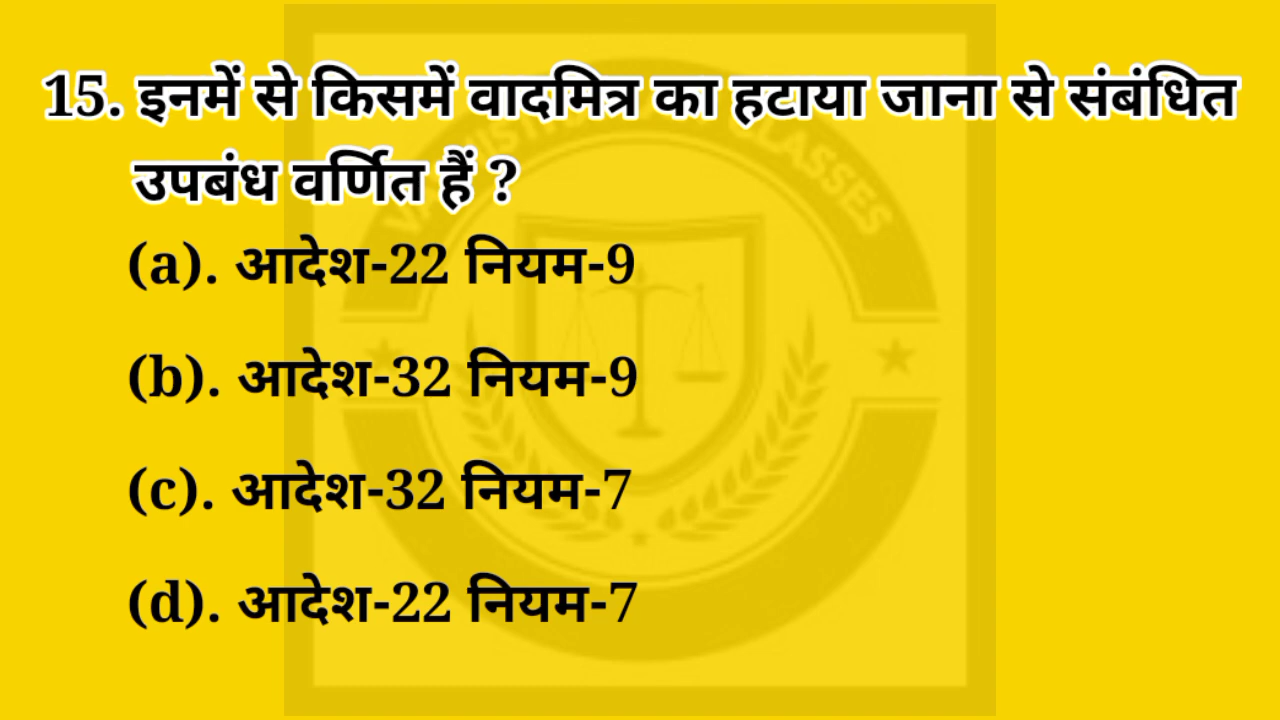 15. इनमें से किसमें वादमित्र का हटाया जाना से संबंधित
उपबंध वर्णित हैं ?
(a). आदेश-22 नियम-9
(b). आदेश-32 नियम-9
(c). आदेश-32 नियम-7
(d). आदेश-22 नियम-7
CLASSES